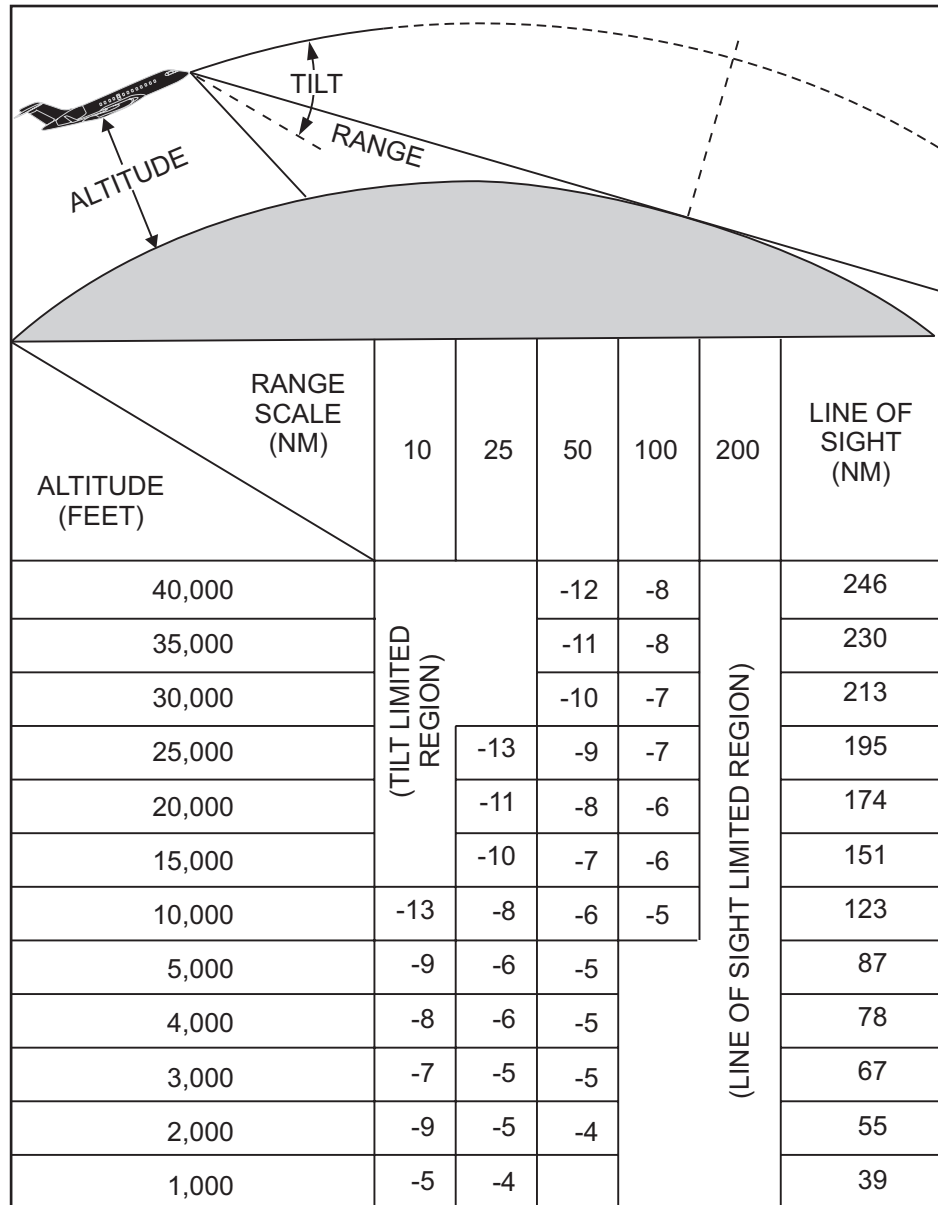 TILT
RANGE
ALTITUDE
RANGE
SCALE
(NM)
ALTITUDE
(FEET)
10 25 50 100 200
LINE OF
SIGHT
(NM)
40,000 -12 -8 246
35,000 -11 -8 230
30,000 -10 -7 213
25,000 -13 -9 -7 195
20,000 -11 -8 -6 174
15,000 -10 -7 -6 151
10,000 -13 -8 -6 -5 123
5,000 -9 -6 -5 87
4,000 -8 -6 -5 78
3,000 -7 -5 -5 67
2,000 -9 -5 -4 55
1,000 -5 -4 39
(TILT LIMITED
REGION)
(LINE OF SIGHT LIMITED REGION)